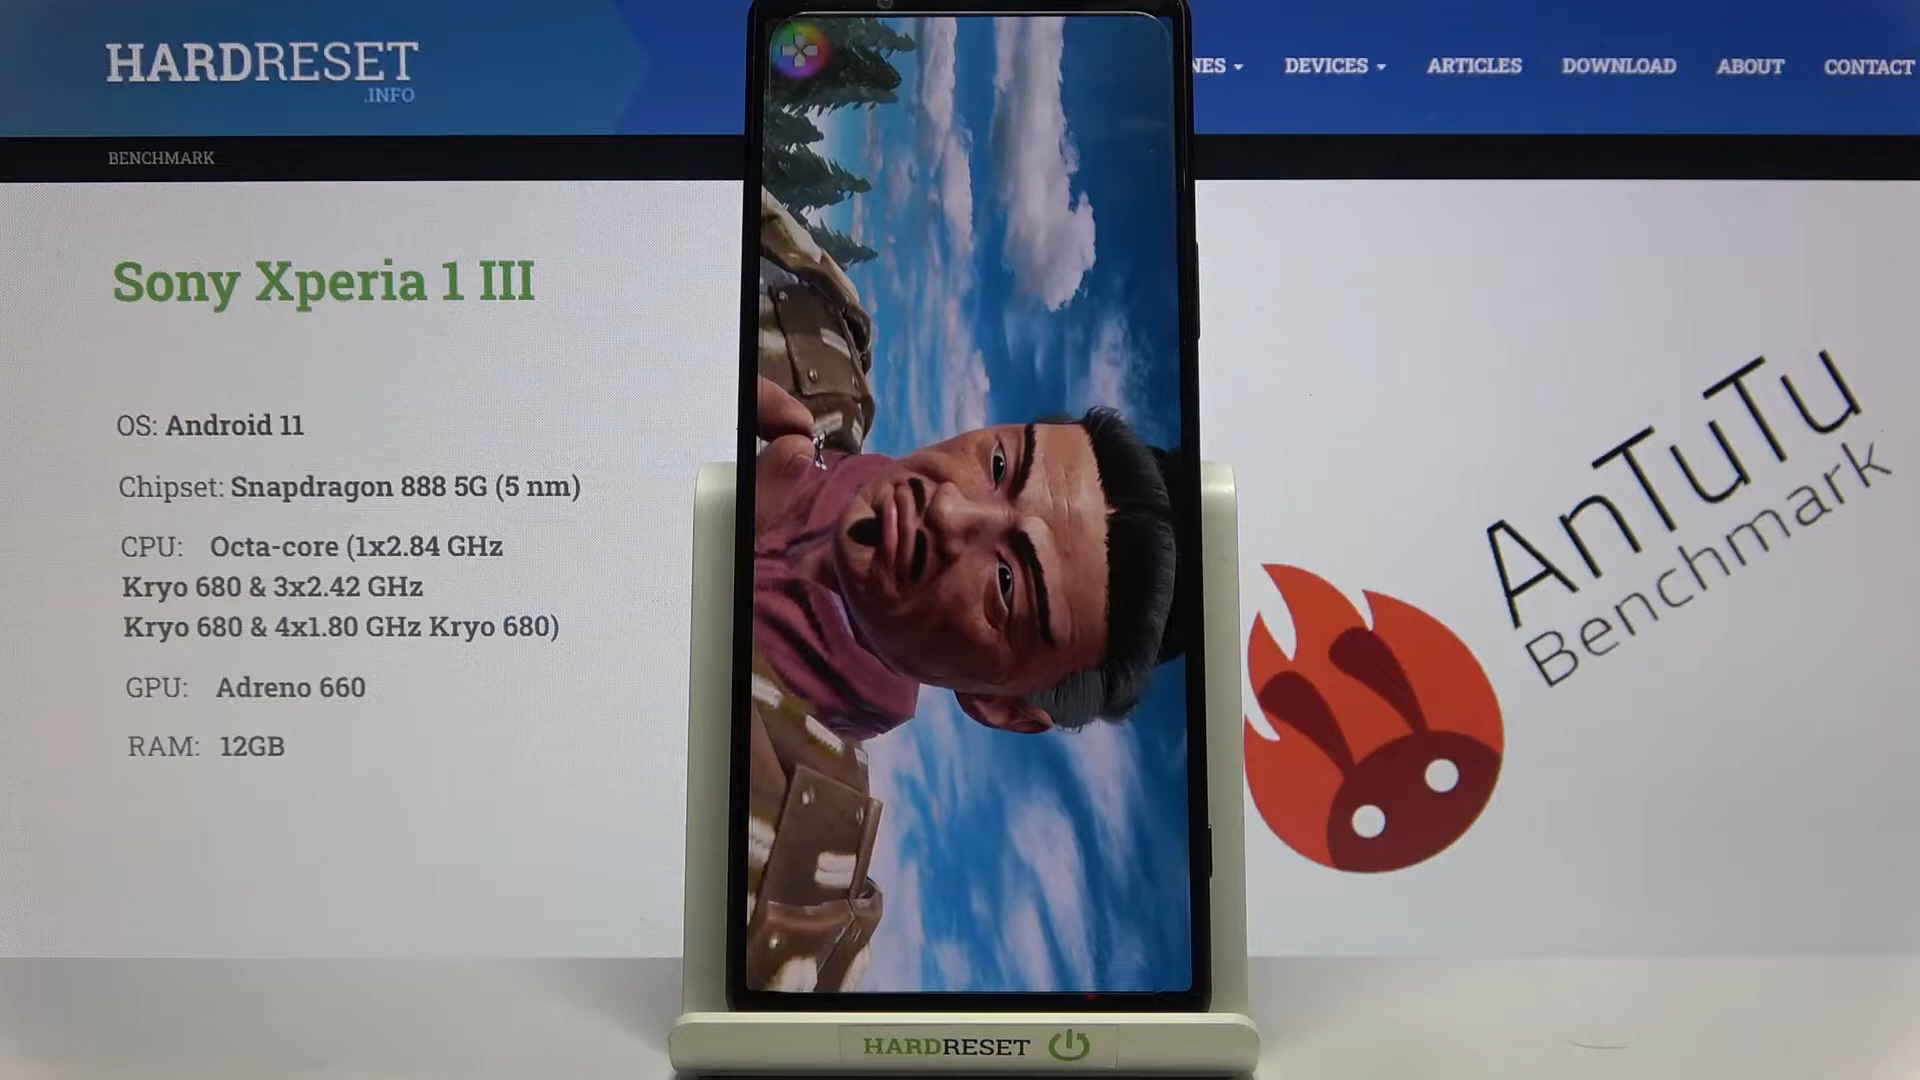 HARDRESET
.INFO
NES DEVICES ARTICLES DOWNLOAD ABOUT CONTACT
BENCHMARK
Sony Xperia 1 III
OS: Android 11
Chipset: Snapdragon 888 5G (5 nm)
CPU: Octa-core (1x2.84 GHz
Kryo 680 & 3x2.42 GHz
Kryo 680 & 4x1.80 GHz Kryo 680)
GPU: Adreno 660
RAM: 12GB
AnTuTu
Benchmark
HARDRESET